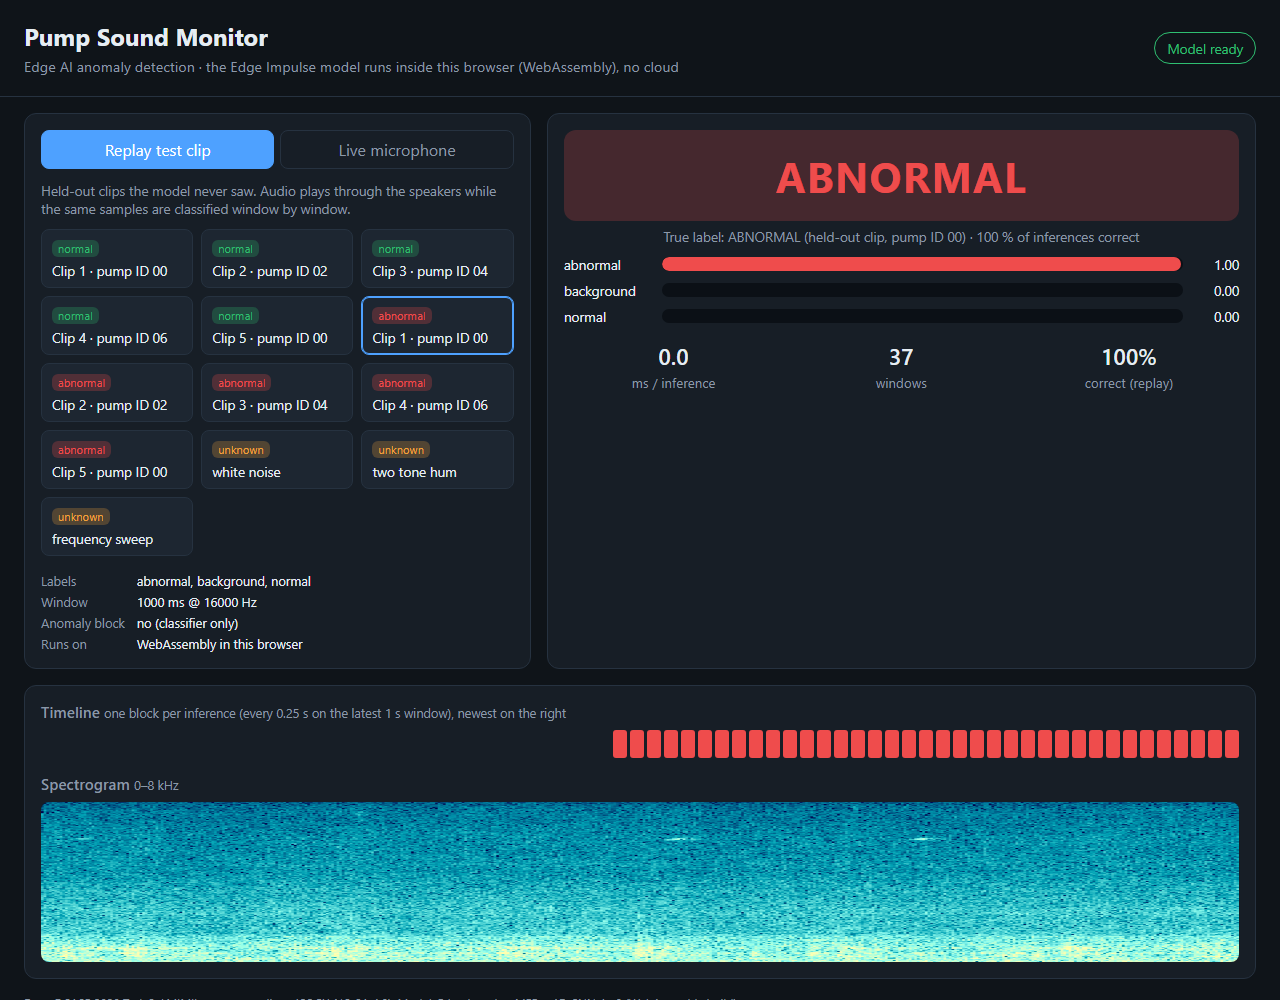 Pump Sound Monitor
Edge AI anomaly detection · the Edge Impulse model runs inside this browser (WebAssembly), no cloud
Model ready
Replay test clip
Live microphone
Held-out clips the model never saw. Audio plays through the speakers while
the same samples are classified window by window.
normal
Clip 1 · pump ID 00
normal
Clip 2 · pump ID 02
normal
Clip 3 · pump ID 04
normal
Clip 4 · pump ID 06
normal
Clip 5 · pump ID 00
abnormal
Clip 1 · pump ID 00
abnormal
Clip 2 · pump ID 02
abnormal
Clip 3 · pump ID 04
abnormal
Clip 4 · pump ID 06
abnormal
Clip 5 · pump ID 00
unknown
white noise
unknown
two tone hum
unknown
frequency sweep
Labels abnormal, background, normal
Window 1000 ms @ 16000 Hz
Anomaly block no (classifier only)
Runs on WebAssembly in this browser
ABNORMAL
True label: ABNORMAL (held-out clip, pump ID 00) · 100 % of inferences correct
abnormal 1.00
background 0.00
normal 0.00
0.0
ms / inference
37
windows
100%
correct (replay)
Timeline one block per inference (every 0.25 s on the latest 1 s window), newest on the right
Spectrogram 0–8 kHz